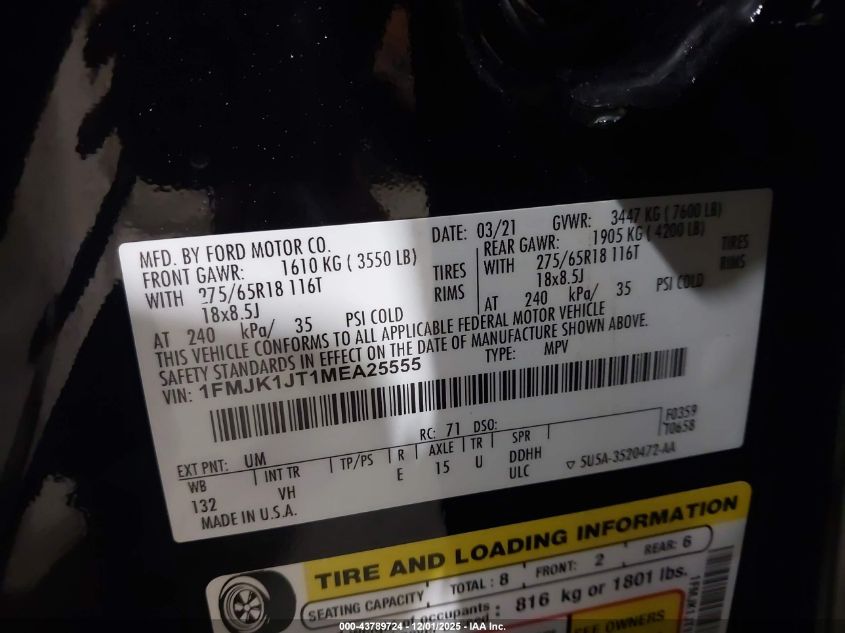 MFD. BY FORD MOTOR CO.
DATE: 03/21 GVWR: 3447 KG ( 7600 LB)
FRONT GAWR: 1610 KG ( 3550 LB)
REAR GAWR: 1905 KG ( 4200 LB)
WITH 275/65R18 116T TIRES
WITH 275/65R18 116T TIRES
18x8.5J RIMS
18x8.5J RIMS
AT 240 kPa/ 35 PSI COLD
AT 240 kPa/ 35 PSI COLD
THIS VEHICLE CONFORMS TO ALL APPLICABLE FEDERAL MOTOR VEHICLE
SAFETY STANDARDS IN EFFECT ON THE DATE OF MANUFACTURE SHOWN ABOVE.
VIN: 1FMJK1JT1MEA25555
TYPE: MPV
F0359
T0658
RC: 71 DSO:
EXT PNT: UM
WB INT TR TP/PS R AXLE TR SPR
132 VH E 15 U DDHH
ULC
5U5A-3520472-AA
MADE IN U.S.A.
TIRE AND LOADING INFORMATION
SEATING CAPACITY TOTAL : 8 FRONT: 2 REAR: 6
occupants : 816 kg or 1801 lbs.
SEE OWNERS
000-43789724 - 12/01/2025 - IAA Inc.